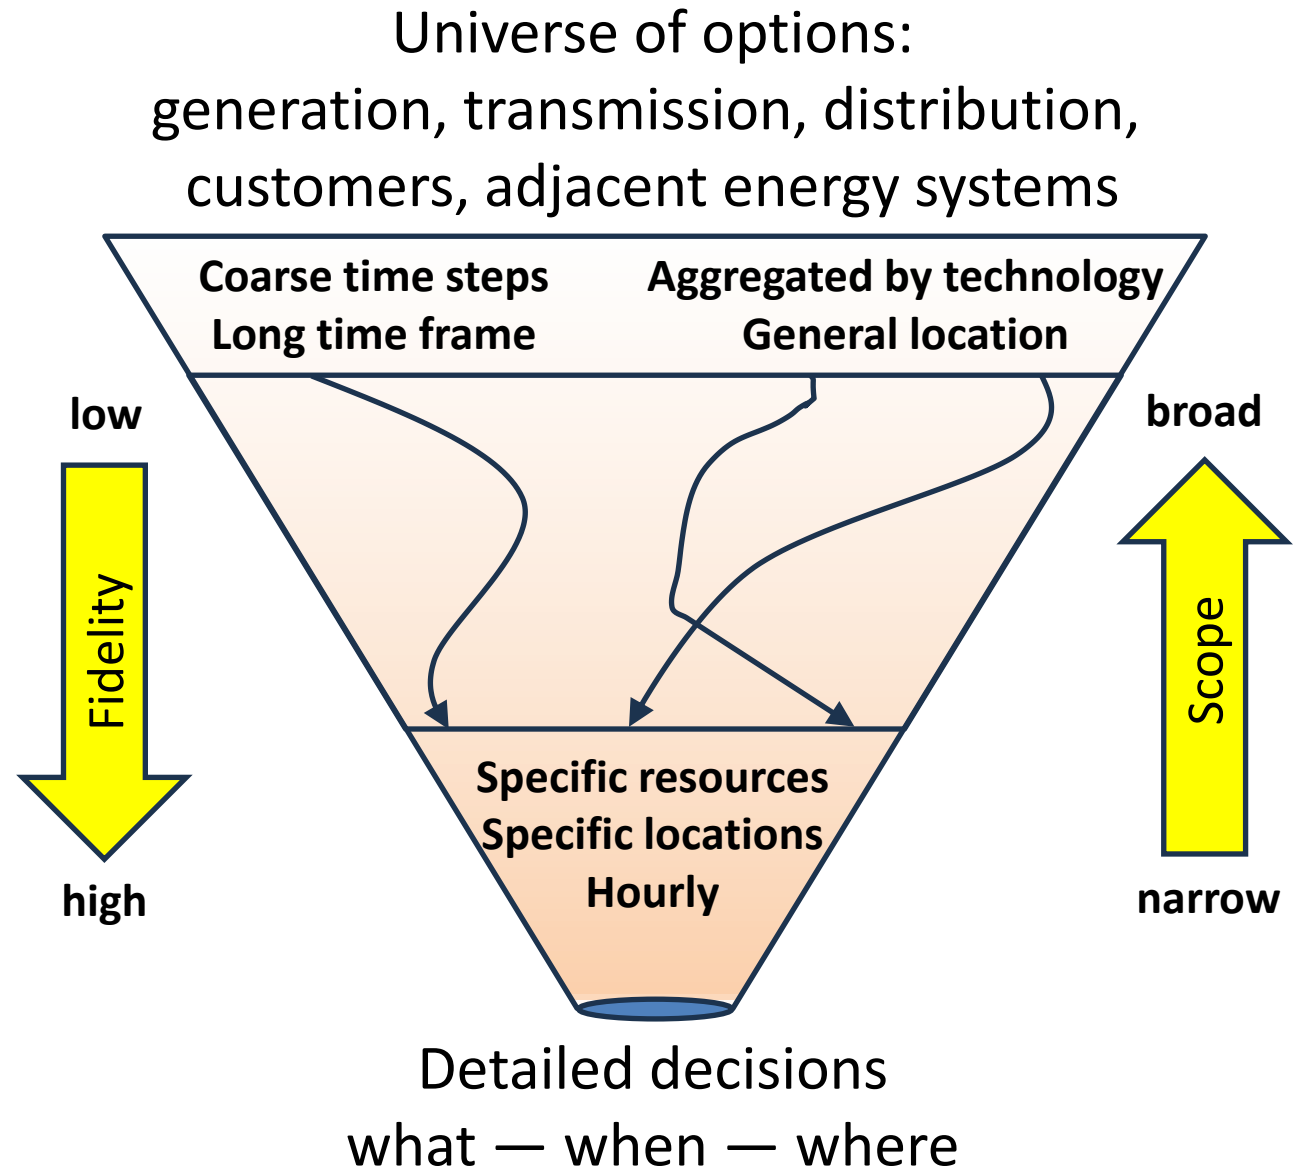 Universe of options:
generation, transmission, distribution,
customers, adjacent energy systems
Coarse time steps
Long time frame
Aggregated by technology
General location
low
Fidelity
high
broad
Scope
narrow
Specific resources
Specific locations
Hourly
Detailed decisions
what — when — where